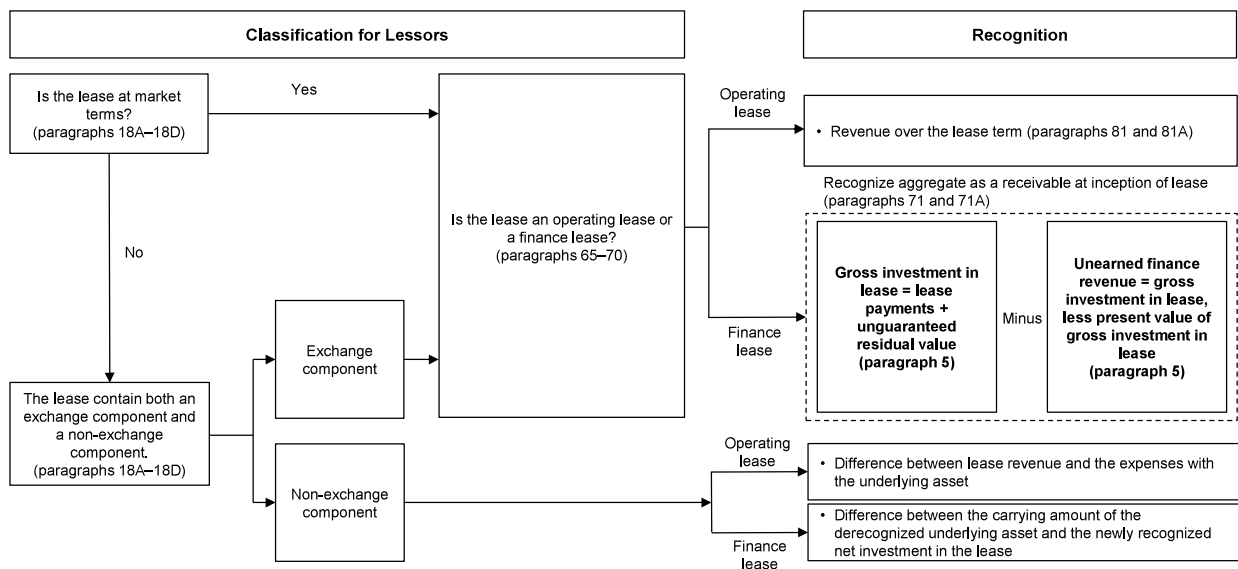 Classification for Lessors
Recognition
Is the lease at market
terms?
(paragraphs 18A–18D)
Yes
No
The lease contain both an
exchange component and
a non-exchange
component.
(paragraphs 18A–18D)
Exchange
component
Non-exchange
component
Is the lease an operating lease or
a finance lease?
(paragraphs 65–70)
Operating
lease
• Revenue over the lease term (paragraphs 81 and 81A)
Recognize aggregate as a receivable at inception of lease
(paragraphs 71 and 71A)
Finance
lease
Gross investment in
lease = lease
payments +
unguaranteed
residual value
(paragraph 5)
Minus
Unearned finance
revenue = gross
investment in lease,
less present value of
gross investment in
lease
(paragraph 5)
Operating
lease
• Difference between lease revenue and the expenses with
the underlying asset
Finance
lease
• Difference between the carrying amount of the
derecognized underlying asset and the newly recognized
net investment in the lease